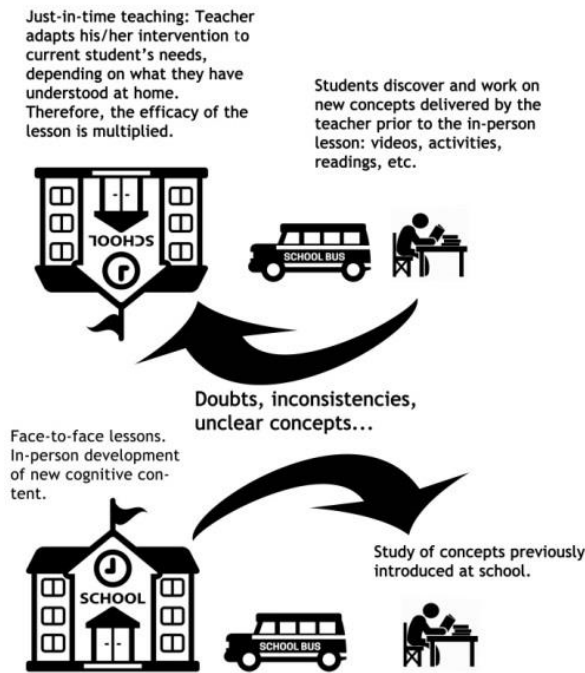 Just-in-time teaching: Teacher
adapts his/her intervention to
current student’s needs,
depending on what they have
understood at home.
Therefore, the efficacy of the
lesson is multiplied.
Students discover and work on
new concepts delivered by the
teacher prior to the in-person
lesson: videos, activities,
readings, etc.
SCHOOL
SCHOOL BUS
Doubts, inconsistencies,
unclear concepts...
Face-to-face lessons.
In-person development
of new cognitive con-
tent.
SCHOOL
Study of concepts previously
introduced at school.
SCHOOL BUS